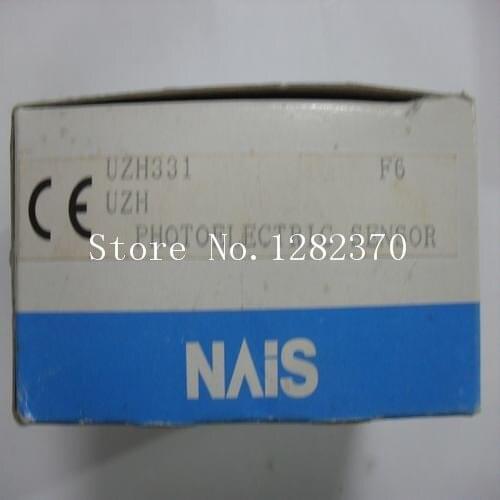 UZH331 F6
CE UZH
PHOTOELECTRIC SENSOR
Store No.1282370
NAiS